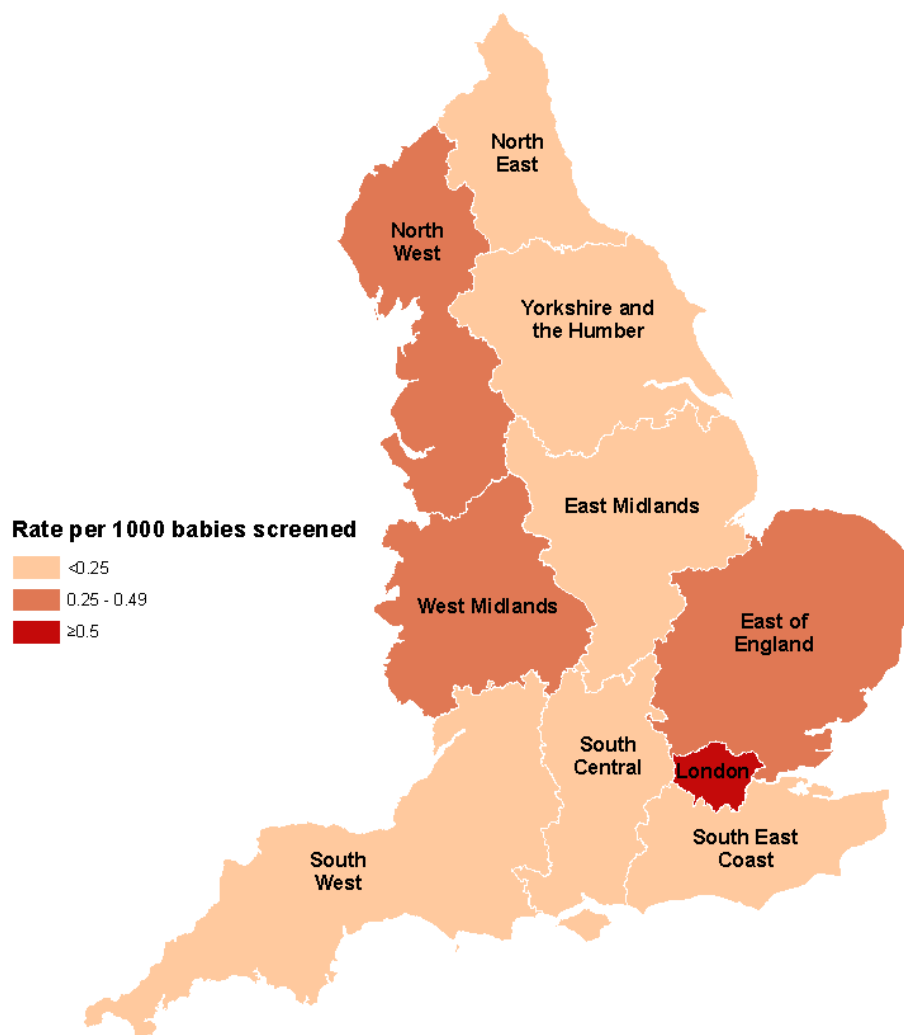 North
East
North
West
Yorkshire and
the Humber
East Midlands
Rate per 1000 babies screened
<0.25
0.25 - 0.49
≥0.5
West Midlands
East of
England
South
Central
London
South East
Coast
South
West